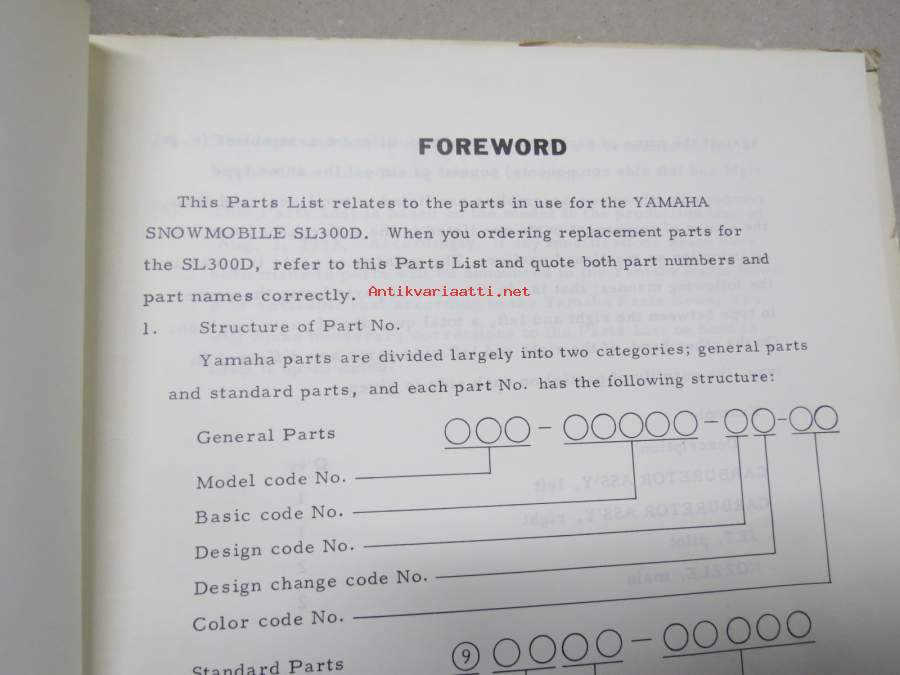 FOREWORD
This Parts List relates to the parts in use for the YAMAHA
SNOWMOBILE SL300D. When you ordering replacement parts for
the SL300D, refer to this Parts List and quote both part numbers and
part names correctly.
Antikvariaatti.net
1. Structure of Part No.
Yamaha parts are divided largely into two categories; general parts
and standard parts, and each part No. has the following structure:
General Parts ○○○ - ○○○○○ - ○○ - ○○
Model code No.
Basic code No.
Design code No.
Design change code No.
Color code No.
Standard Parts ⑨○○○○ - ○○○○○